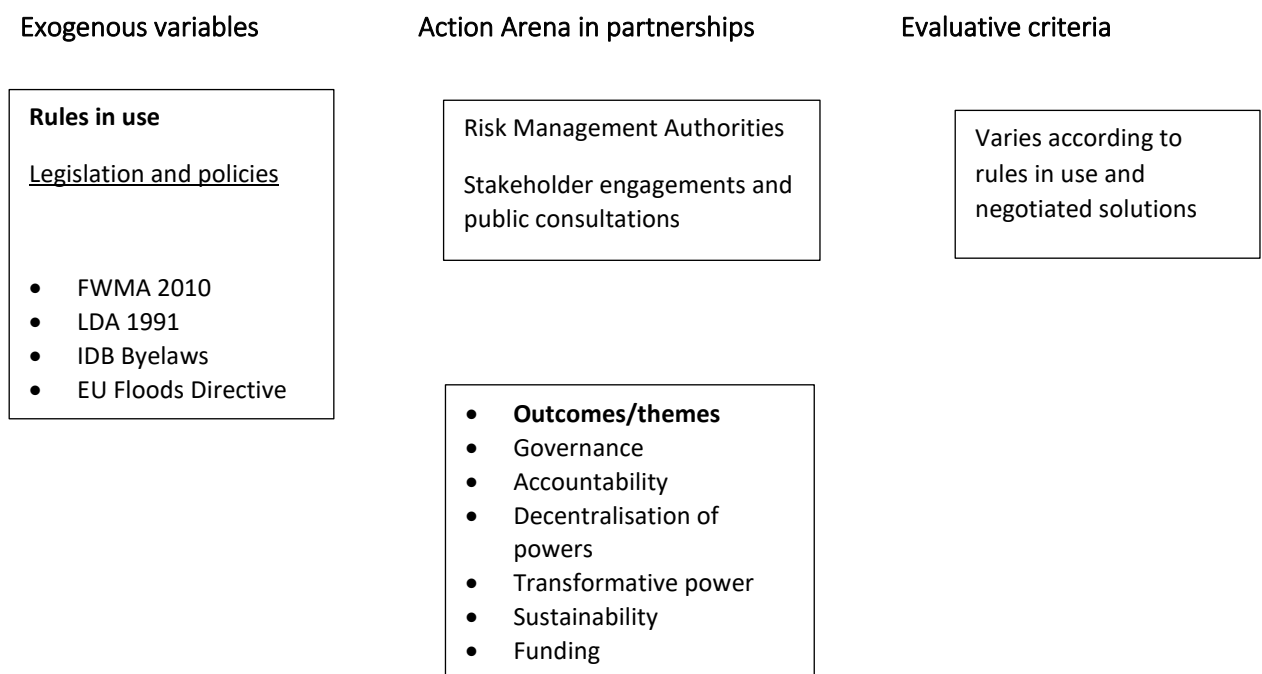 Exogenous variables
Action Arena in partnerships
Evaluative criteria
Rules in use
Legislation and policies
• FWMA 2010
• LDA 1991
• IDB Byelaws
• EU Floods Directive
Risk Management Authorities
Stakeholder engagements and
public consultations
Varies according to
rules in use and
negotiated solutions
• Outcomes/themes
• Governance
• Accountability
• Decentralisation of
powers
• Transformative power
• Sustainability
• Funding